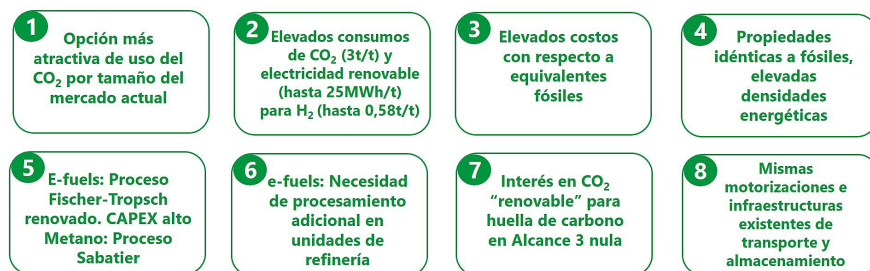 1
Opción más
atractiva de uso del
CO₂ por tamaño del
mercado actual
2
Elevados consumos
de CO₂ (3t/t) y
electricidad renovable
(hasta 25MWh/t)
para H₂ (hasta 0,58t/t)
3
Elevados costos
con respecto a
equivalentes
fósiles
4
Propiedades
idénticas a fósiles,
elevadas
densidades
energéticas
5
E-fuels: Proceso
Fischer-Tropsch
renovado. CAPEX alto
Metano: Proceso
Sabatier
6
e-fuels: Necesidad
de procesamiento
adicional en
unidades de
refinería
7
Interés en CO₂
“renovable” para
huella de carbono
en Alcance 3 nula
8
Mismas
motorizaciones e
infraestructuras
existentes de
transporte y
almacenamiento